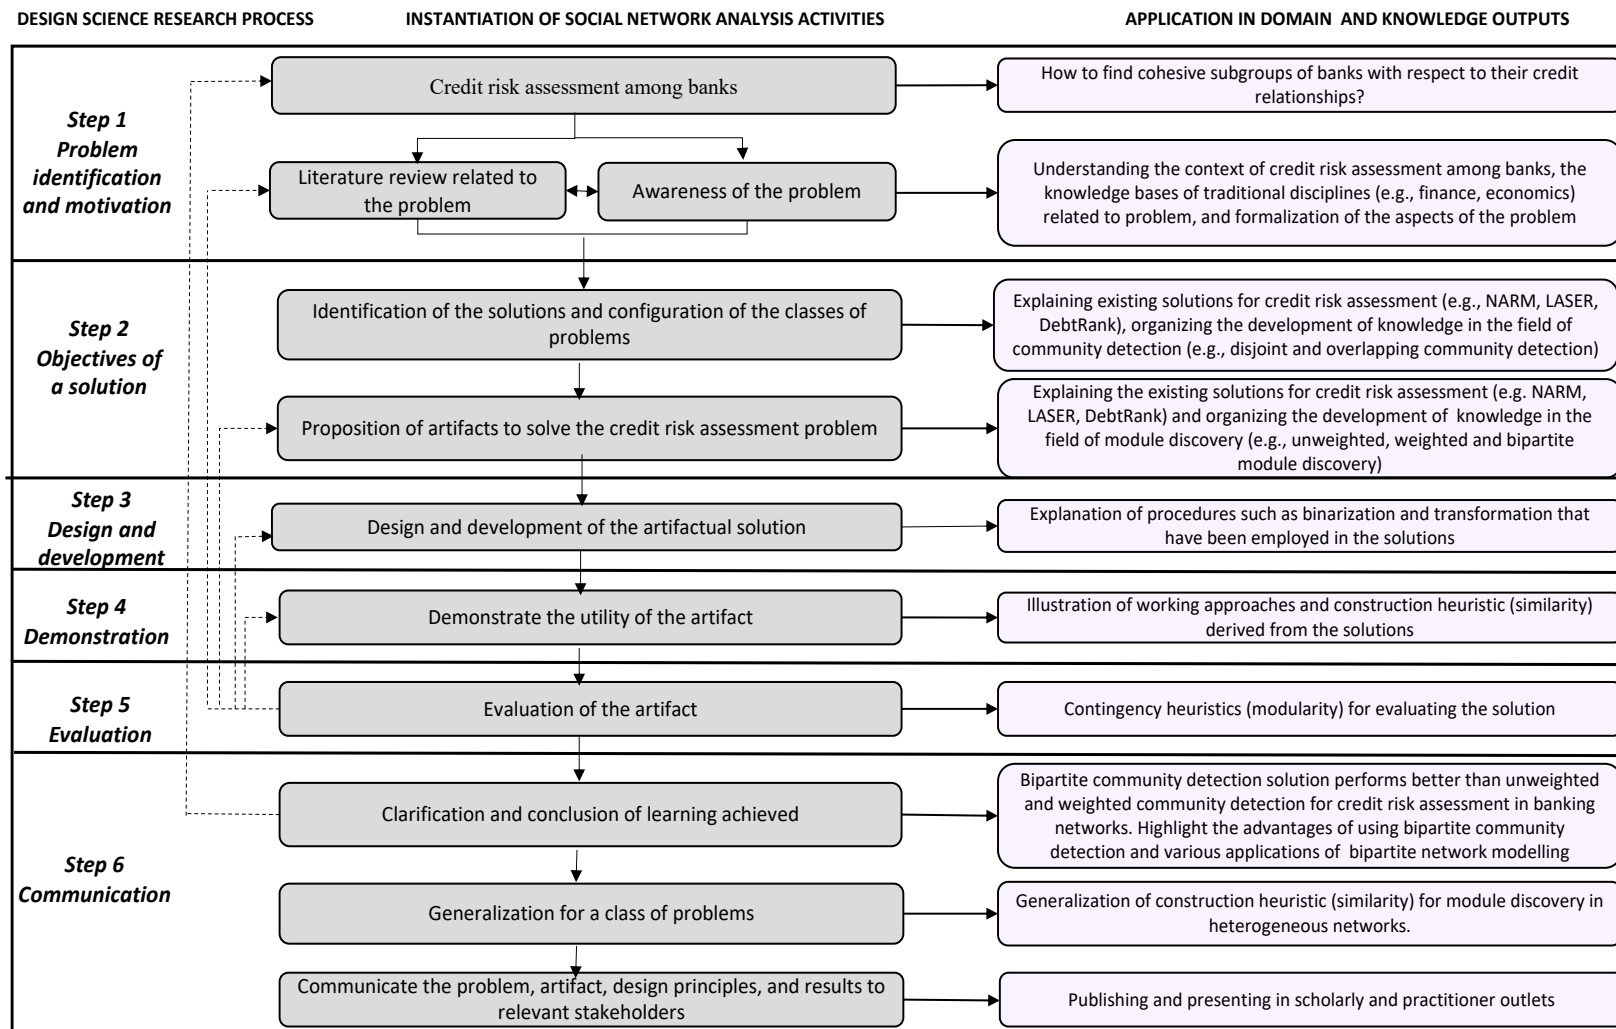 DESIGN SCIENCE RESEARCH PROCESS
INSTANTIATION OF SOCIAL NETWORK ANALYSIS ACTIVITIES
APPLICATION IN DOMAIN AND KNOWLEDGE OUTPUTS
Step 1
Problem
identification
and motivation
Credit risk assessment among banks
How to find cohesive subgroups of banks with respect to their credit
relationships?
Literature review related to
the problem
Awareness of the problem
Understanding the context of credit risk assessment among banks, the
knowledge bases of traditional disciplines (e.g., finance, economics)
related to problem, and formalization of the aspects of the problem
Step 2
Objectives of
a solution
Identification of the solutions and configuration of the classes of
problems
Explaining existing solutions for credit risk assessment (e.g., NARM, LASER,
DebtRank), organizing the development of knowledge in the field of
community detection (e.g., disjoint and overlapping community detection)
Proposition of artifacts to solve the credit risk assessment problem
Explaining the existing solutions for credit risk assessment (e.g. NARM,
LASER, DebtRank) and organizing the development of knowledge in the
field of module discovery (e.g., unweighted, weighted and bipartite
module discovery)
Step 3
Design and
development
Design and development of the artifactual solution
Explanation of procedures such as binarization and transformation that
have been employed in the solutions
Step 4
Demonstration
Demonstrate the utility of the artifact
Illustration of working approaches and construction heuristic (similarity)
derived from the solutions
Step 5
Evaluation
Evaluation of the artifact
Contingency heuristics (modularity) for evaluating the solution
Step 6
Communication
Clarification and conclusion of learning achieved
Bipartite community detection solution performs better than unweighted
and weighted community detection for credit risk assessment in banking
networks. Highlight the advantages of using bipartite community
detection and various applications of bipartite network modelling
Generalization for a class of problems
Generalization of construction heuristic (similarity) for module discovery in
heterogeneous networks.
Communicate the problem, artifact, design principles, and results to
relevant stakeholders
Publishing and presenting in scholarly and practitioner outlets